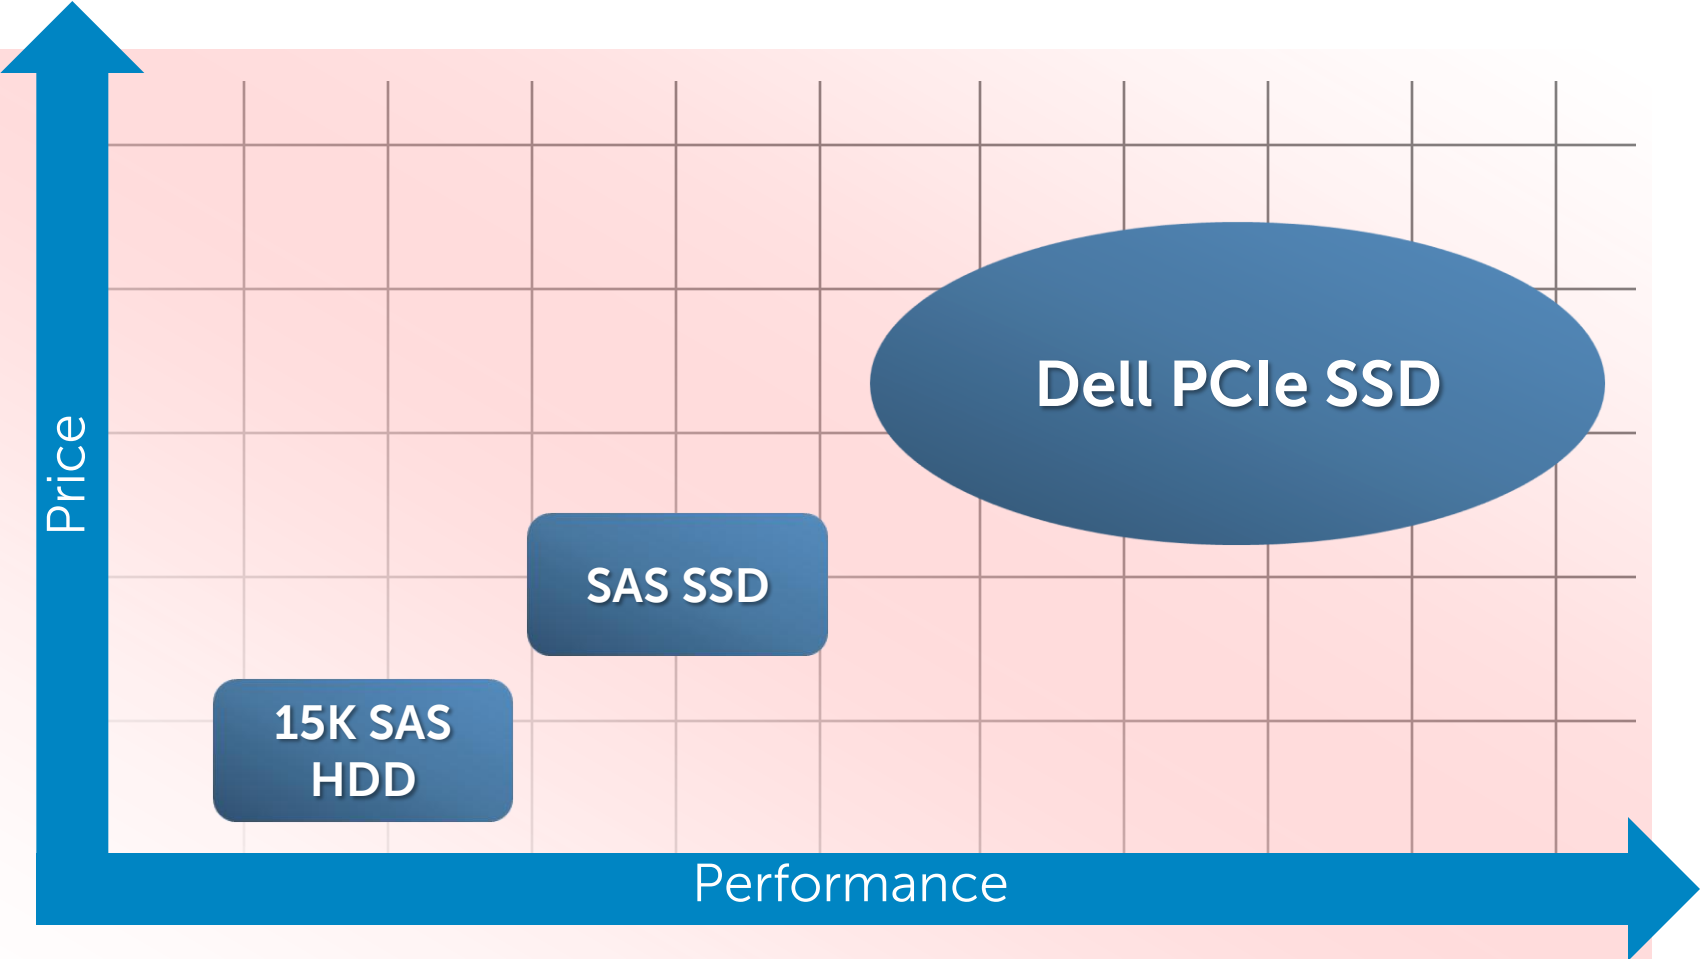 Price
Dell PCIe SSD
SAS SSD
15K SAS
HDD
Performance